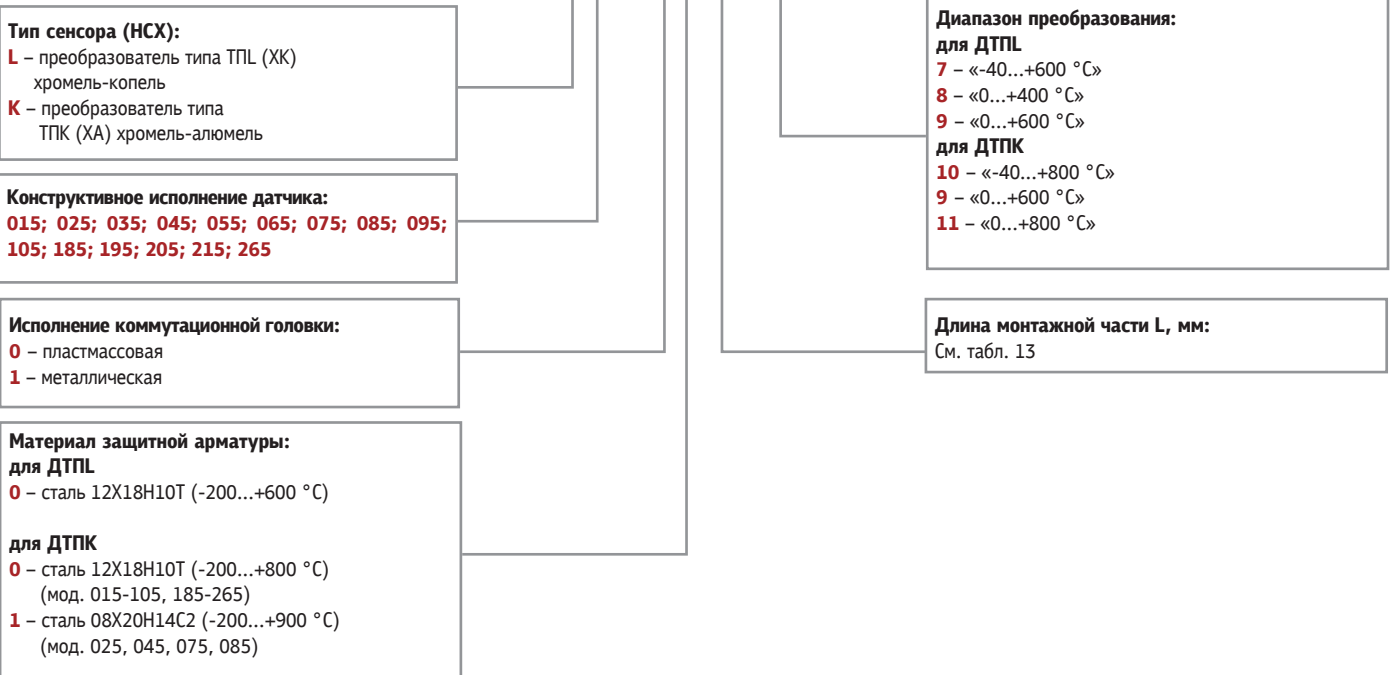 Тип сенсора (НСХ):
L – преобразователь типа ТПL (ХК)
хромель-копель
K – преобразователь типа
ТПК (ХА) хромель-алюмель
Конструктивное исполнение датчика:
015; 025; 035; 045; 055; 065; 075; 085; 095;
105; 185; 195; 205; 215; 265
Исполнение коммутационной головки:
0 – пластмассовая
1 – металлическая
Материал защитной арматуры:
для ДТПL
0 – сталь 12Х18Н10Т (-200...+600 °С)
для ДТПК
0 – сталь 12Х18Н10Т (-200...+800 °С)
(мод. 015-105, 185-265)
1 – сталь 08Х20Н14С2 (-200...+900 °С)
(мод. 025, 045, 075, 085)
Диапазон преобразования:
для ДТПL
7 – «-40...+600 °С»
8 – «0...+400 °С»
9 – «0...+600 °С»
для ДТПК
10 – «-40...+800 °С»
9 – «0...+600 °С»
11 – «0...+800 °С»
Длина монтажной части L, мм:
См. табл. 13